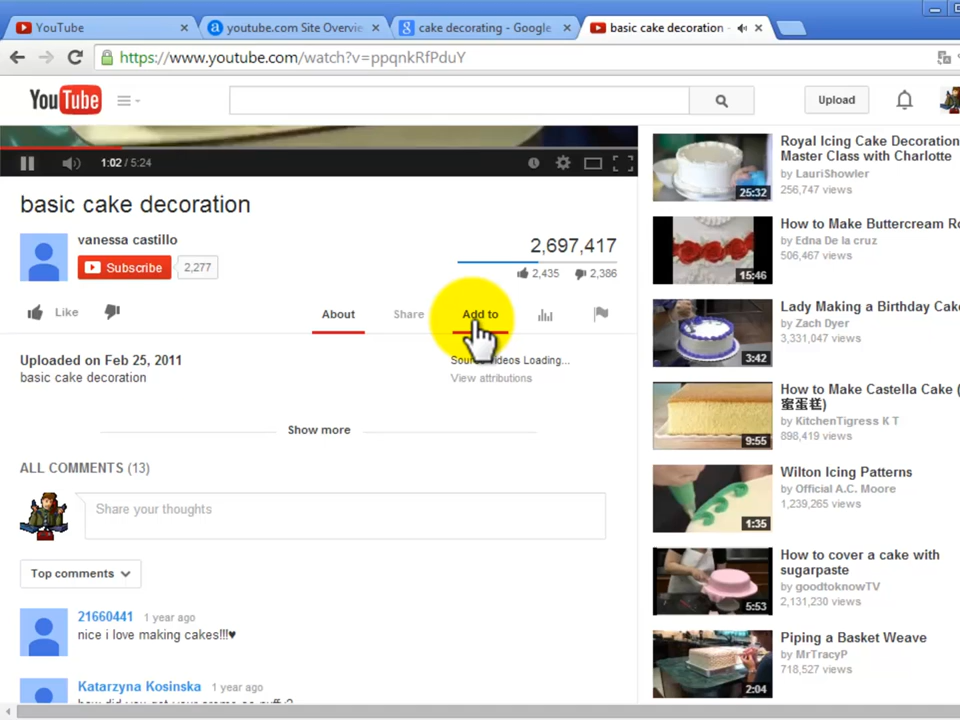 YouTube
youtube.com Site Overvie
cake decorating - Google
basic cake decoration -
https://www.youtube.com/watch?v=ppqnkRfPduY
YouTube
Upload
1:02 / 5:24
basic cake decoration
vanessa castillo
Subscribe
2,277
2,697,417
2,435
2,386
Like
About
Share
Add to
Uploaded on Feb 25, 2011
basic cake decoration
Videos Loading...
View attributions
Show more
ALL COMMENTS (13)
Share your thoughts
Top comments
21660441 1 year ago
nice i love making cakes!!!♥
Katarzyna Kosinska 1 year ago
Royal Icing Cake Decoration
Master Class with Charlotte
by LauriShowler
256,747 views
25:32
How to Make Buttercream Ro
by Edna De la cruz
506,467 views
15:46
Lady Making a Birthday Cake
by Zach Dyer
3,331,047 views
3:42
How to Make Castella Cake (
蜜蛋糕)
by KitchenTigress K T
898,419 views
9:55
Wilton Icing Patterns
by Official A.C. Moore
1,239,265 views
1:35
How to cover a cake with
sugarpaste
by goodtoknowTV
2,131,230 views
5:53
Piping a Basket Weave
by MrTracyP
718,527 views
2:04